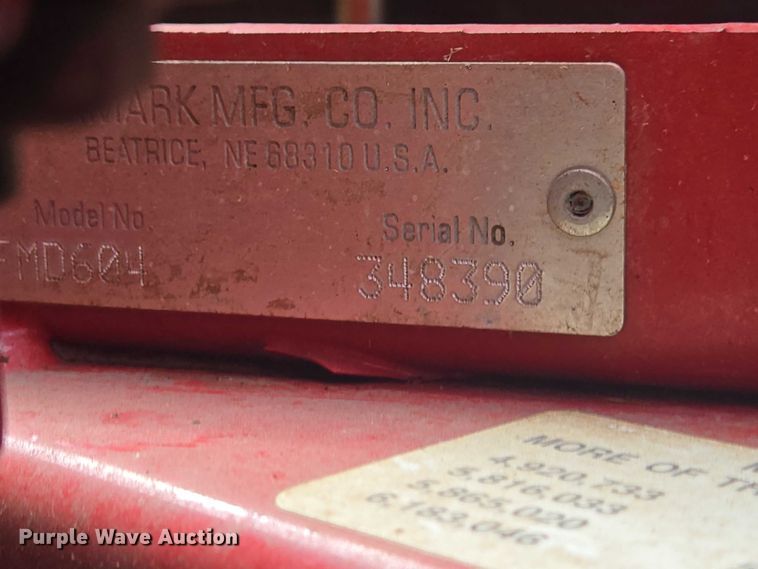 MARK MFG. CO. INC.
BEATRICE, NE 68310 U.S.A.
Model No.
FMD604
Serial No.
348390
MORE OF TH
4,920,733
5,816,033
5,865,020
6,183,046
Purple Wave Auction